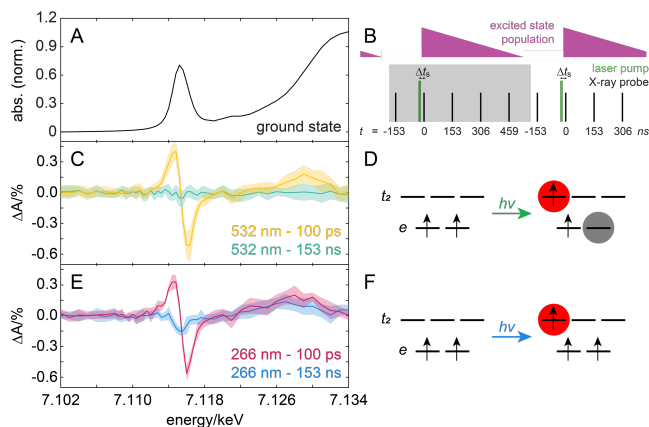 A
abs. (norm.)
1.2
0.9
0.6
0.3
0.0
ground state
B
excited state
population
laser pump
X-ray probe
Δts
Δts
t = -153 0 153 306 459 -153 0 153 306 ns
C
ΔA/%
0.3
0.0
-0.3
-0.6
532 nm - 100 ps
532 nm - 153 ns
D
t2
e
hν
E
ΔA/%
0.3
0.0
-0.3
-0.6
266 nm - 100 ps
266 nm - 153 ns
7.102 7.110 7.118 7.126 7.134
energy/keV
F
t2
e
hν